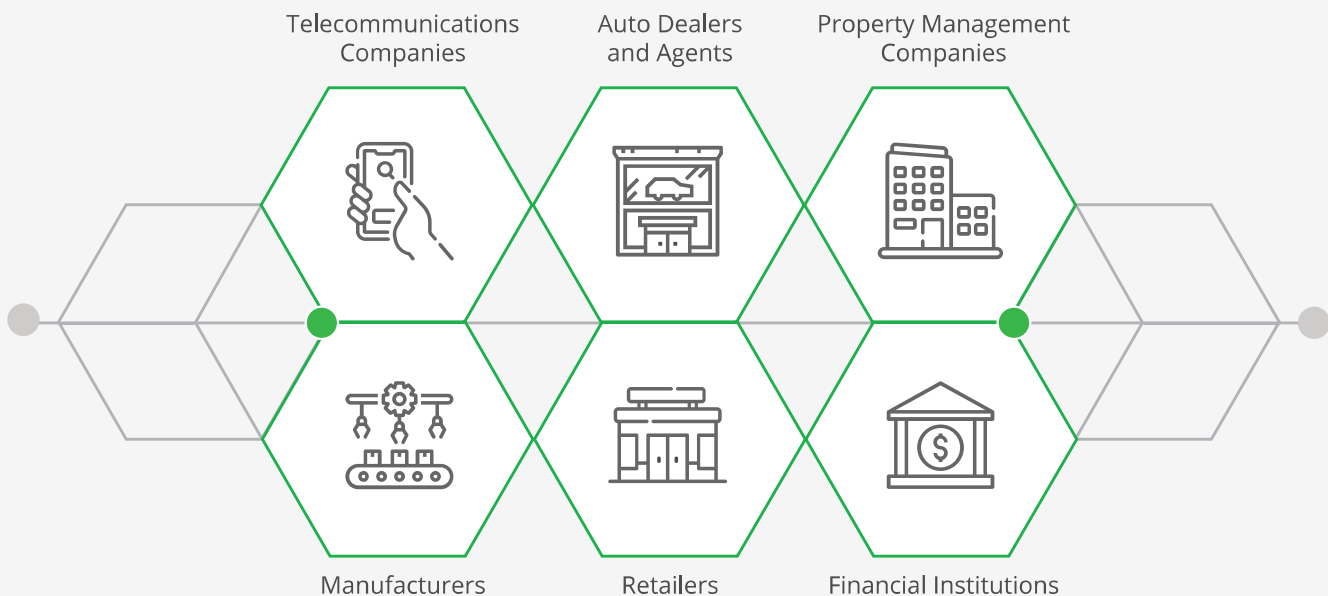 Telecommunications
Companies
Auto Dealers
and Agents
Property Management
Companies
$
Manufacturers
Retailers
Financial Institutions